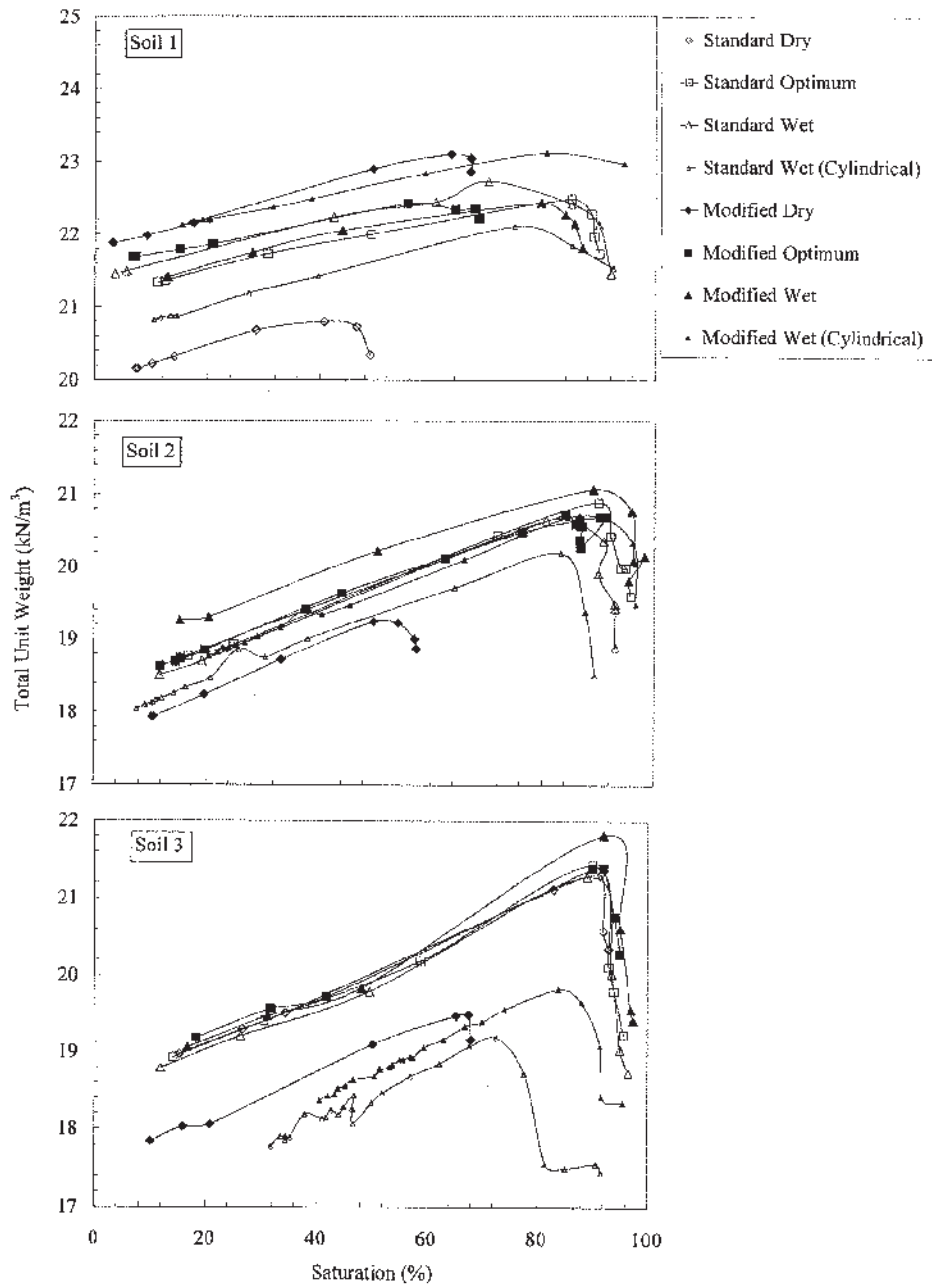 25
24
23
22
21
20
Soil 1
Standard Dry
Standard Optimum
Standard Wet
Standard Wet (Cylindrical)
Modified Dry
Modified Optimum
Modified Wet
Modified Wet (Cylindrical)
Total Unit Weight (kN/m³)
22
21
20
19
18
17
Soil 2
22
21
20
19
18
17
Soil 3
0 20 40 60 80 100
Saturation (%)